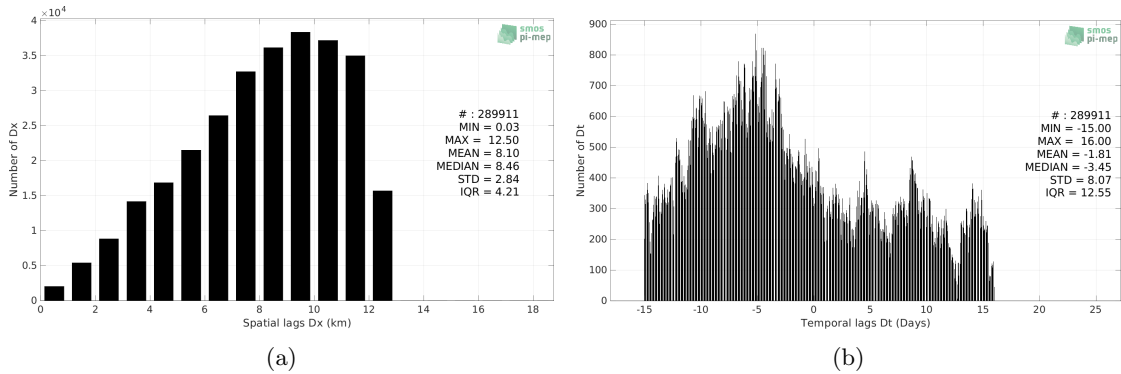 ×10⁴
4
3.5
3
2.5
2
1.5
1
0.5
0
0 2 4 6 8 10 12 14 16 18
Number of Dx
Spatial lags Dx (km)
smos
pi-mep
# : 289911
MIN = 0.03
MAX = 12.50
MEAN = 8.10
MEDIAN = 8.46
STD = 2.84
IQR = 4.21
(a)
900
800
700
600
500
400
300
200
100
0
-15 -10 -5 0 5 10 15 20 25
Number of Dt
Temporal lags Dt (Days)
smos
pi-mep
# : 289911
MIN = -15.00
MAX = 16.00
MEAN = -1.81
MEDIAN = -3.45
STD = 8.07
IQR = 12.55
(b)